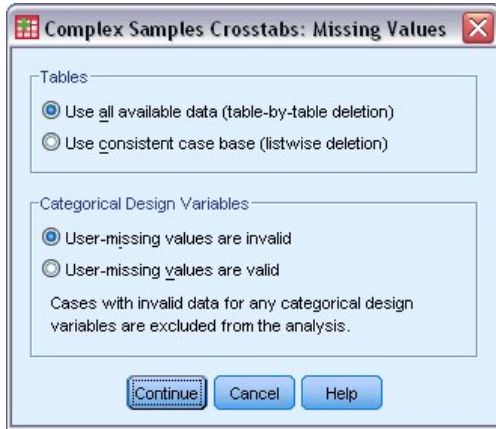 Complex Samples Crosstabs: Missing Values
Tables
Use all available data (table-by-table deletion)
Use consistent case base (listwise deletion)
Categorical Design Variables
User-missing values are invalid
User-missing values are valid
Cases with invalid data for any categorical design
variables are excluded from the analysis.
Continue
Cancel
Help